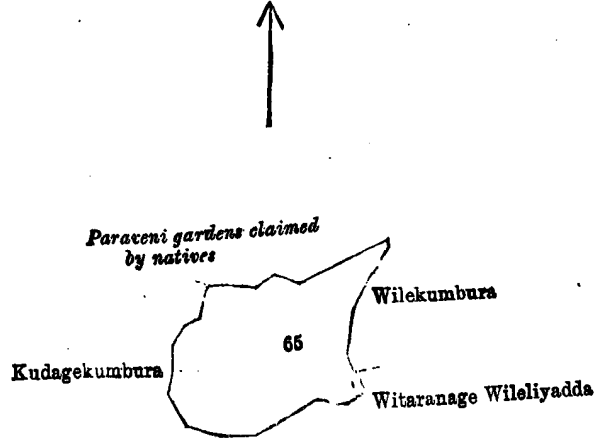 Paraveni gardens claimed
by natives
Wilekumbura
65
Kudagekumbura
Witaranage Wileliyadda